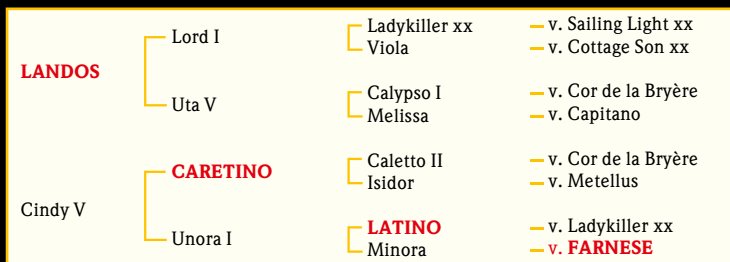 Ladykiller xx – v. Sailing Light xx
Lord I
Viola – v. Cottage Son xx
LANDOS
Calypso I – v. Cor de la Bryère
Uta V
Melissa – v. Capitano
Caletto II – v. Cor de la Bryère
CARETINO
Isidor – v. Metellus
Cindy V
LATINO – v. Ladykiller xx
Unora I
Minora – v. FARNESE